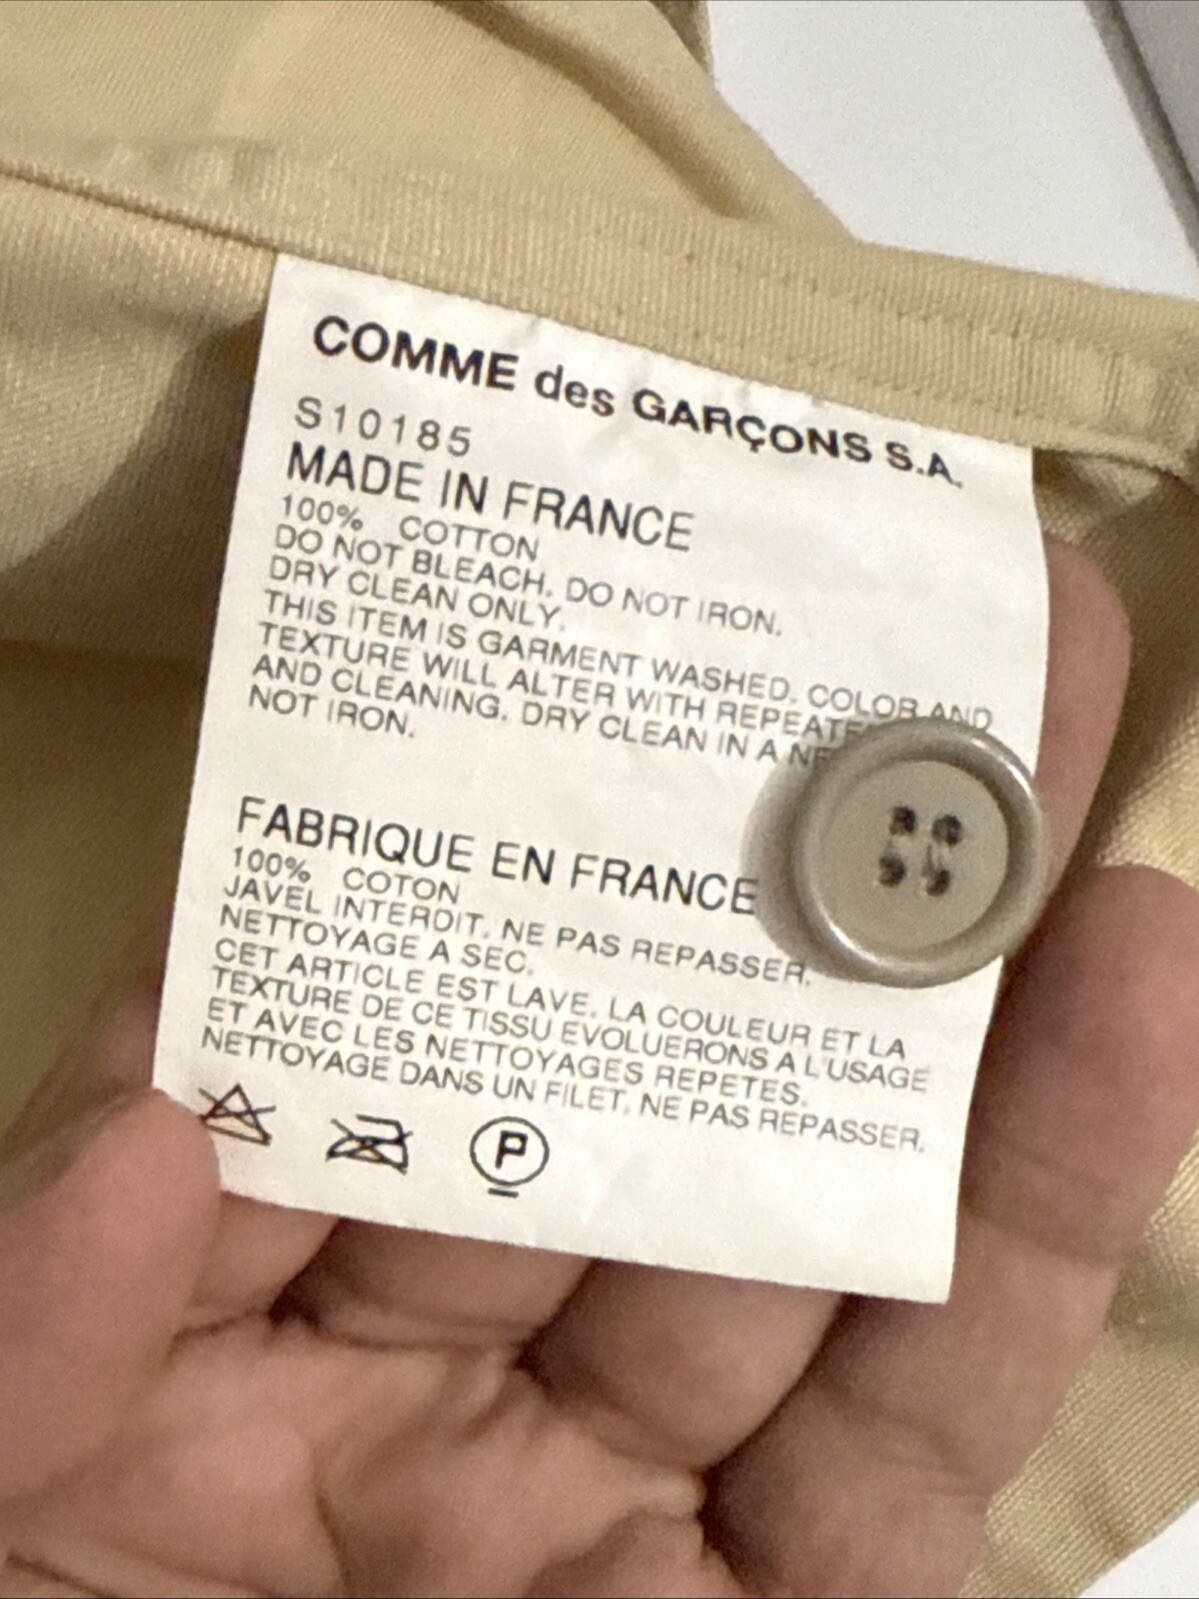 COMME des GARÇONS S.A.
S10185
MADE IN FRANCE
100% COTTON
DO NOT BLEACH. DO NOT IRON.
DRY CLEAN ONLY.
THIS ITEM IS GARMENT WASHED. COLOR AND
TEXTURE WILL ALTER WITH
AND CLEANING. DRY CLEAN IN A
NOT IRON.
FABRIQUE EN FRANCE
100% COTON
JAVEL INTERDIT. NE PAS REPASSER.
NETTOYAGE A SEC.
CET ARTICLE EST LAVE. LA COULEUR ET LA
TEXTURE DE CE TISSU EVOLUERONS A L'USAGE
ET AVEC LES NETTOYAGES REPETES.
NETTOYAGE DANS UN FILET. NE PAS REPASSER.
P